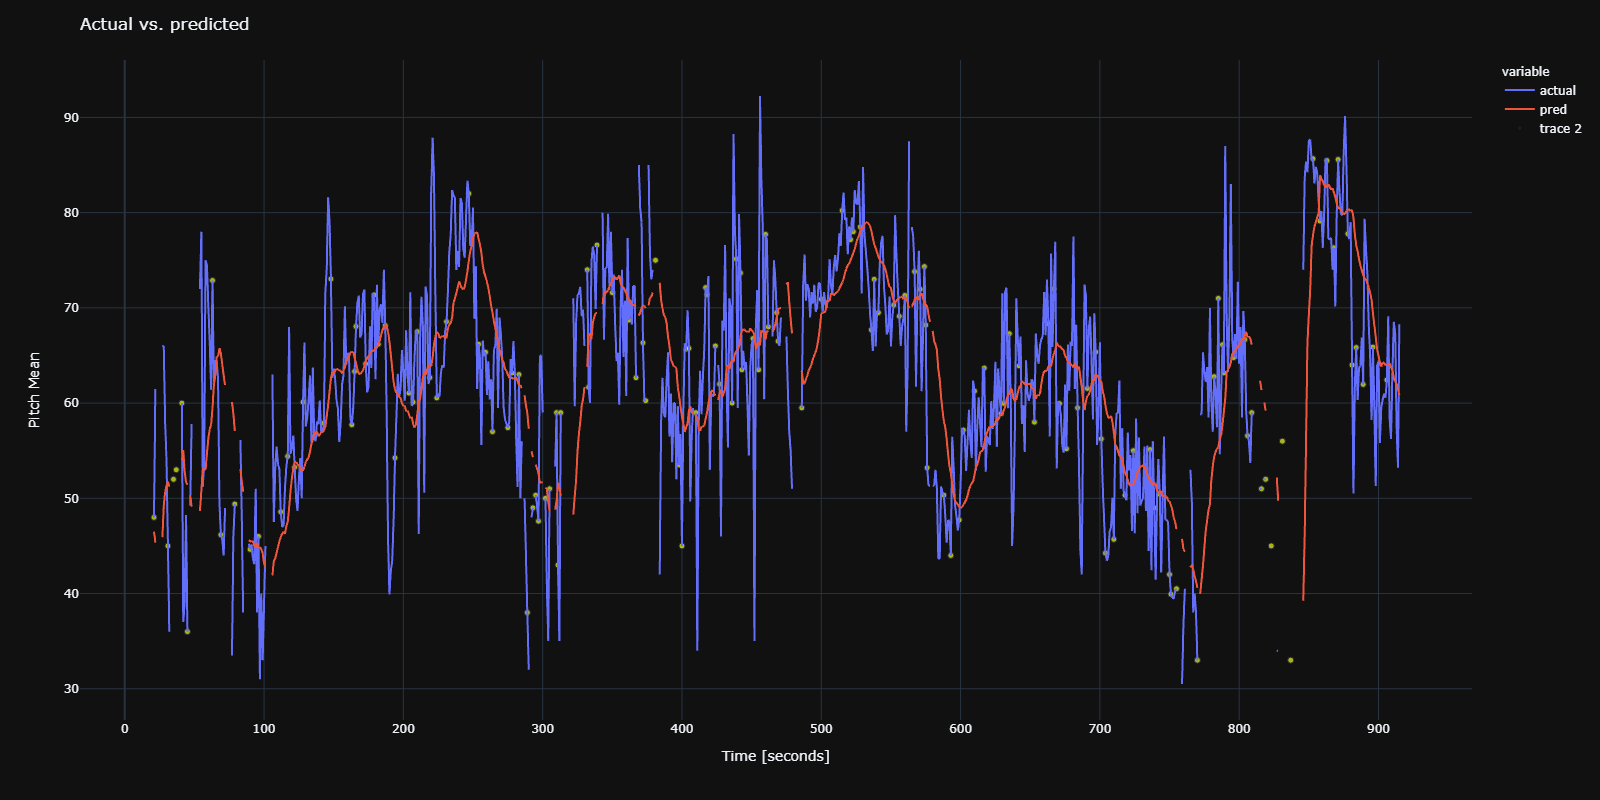 Actual vs. predicted
variable
actual
pred
trace 2
Pitch Mean
90
80
70
60
50
40
30
0 100 200 300 400 500 600 700 800 900
Time [seconds]